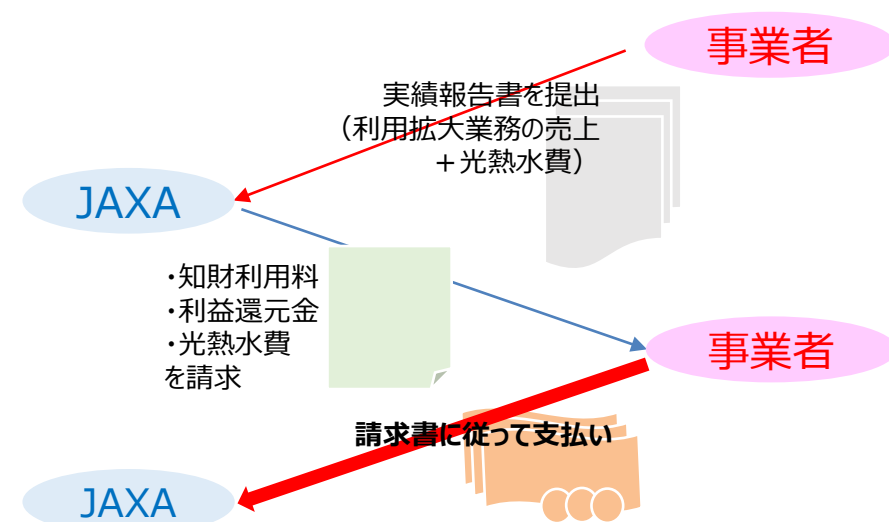 事業者
実績報告書を提出
（利用拡大業務の売上
＋光熱水費）
JAXA
・知財利用料
・利益還元金
・光熱水費
を請求
事業者
請求書に従って支払い
JAXA